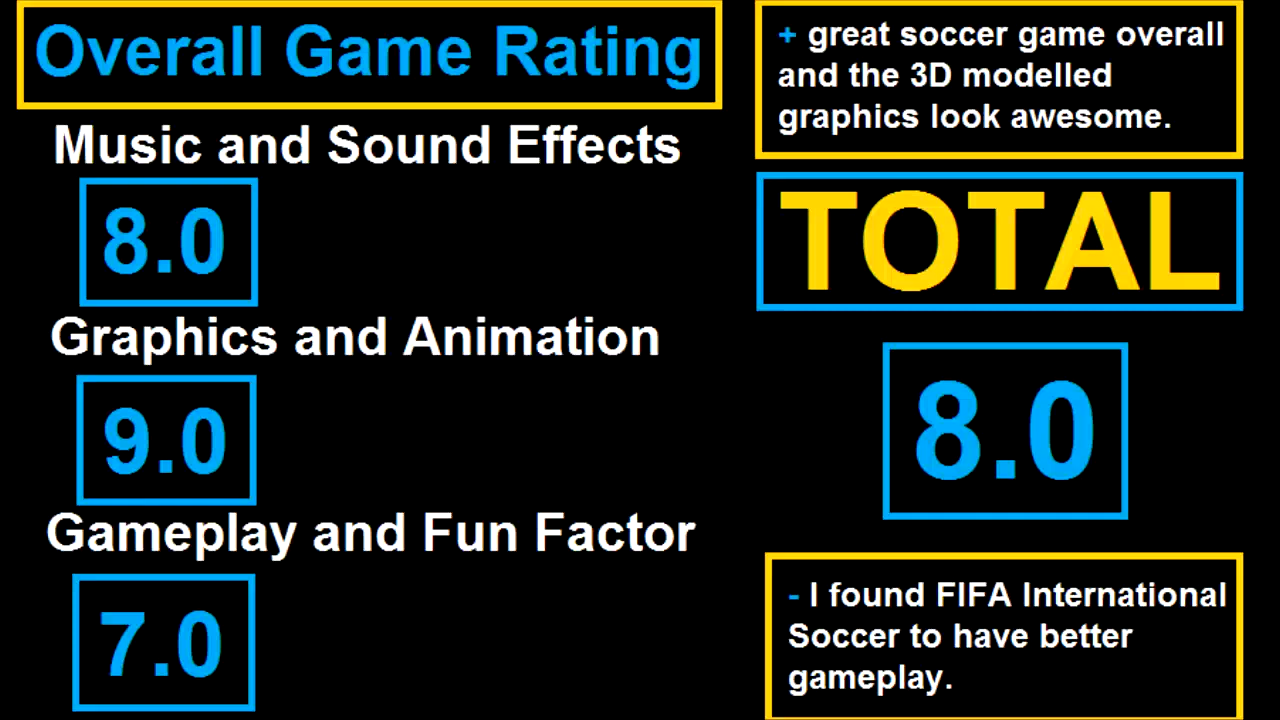 Overall Game Rating
Music and Sound Effects
8.0
Graphics and Animation
9.0
Gameplay and Fun Factor
7.0
+ great soccer game overall
and the 3D modelled
graphics look awesome.
TOTAL
8.0
- I found FIFA International
Soccer to have better
gameplay.